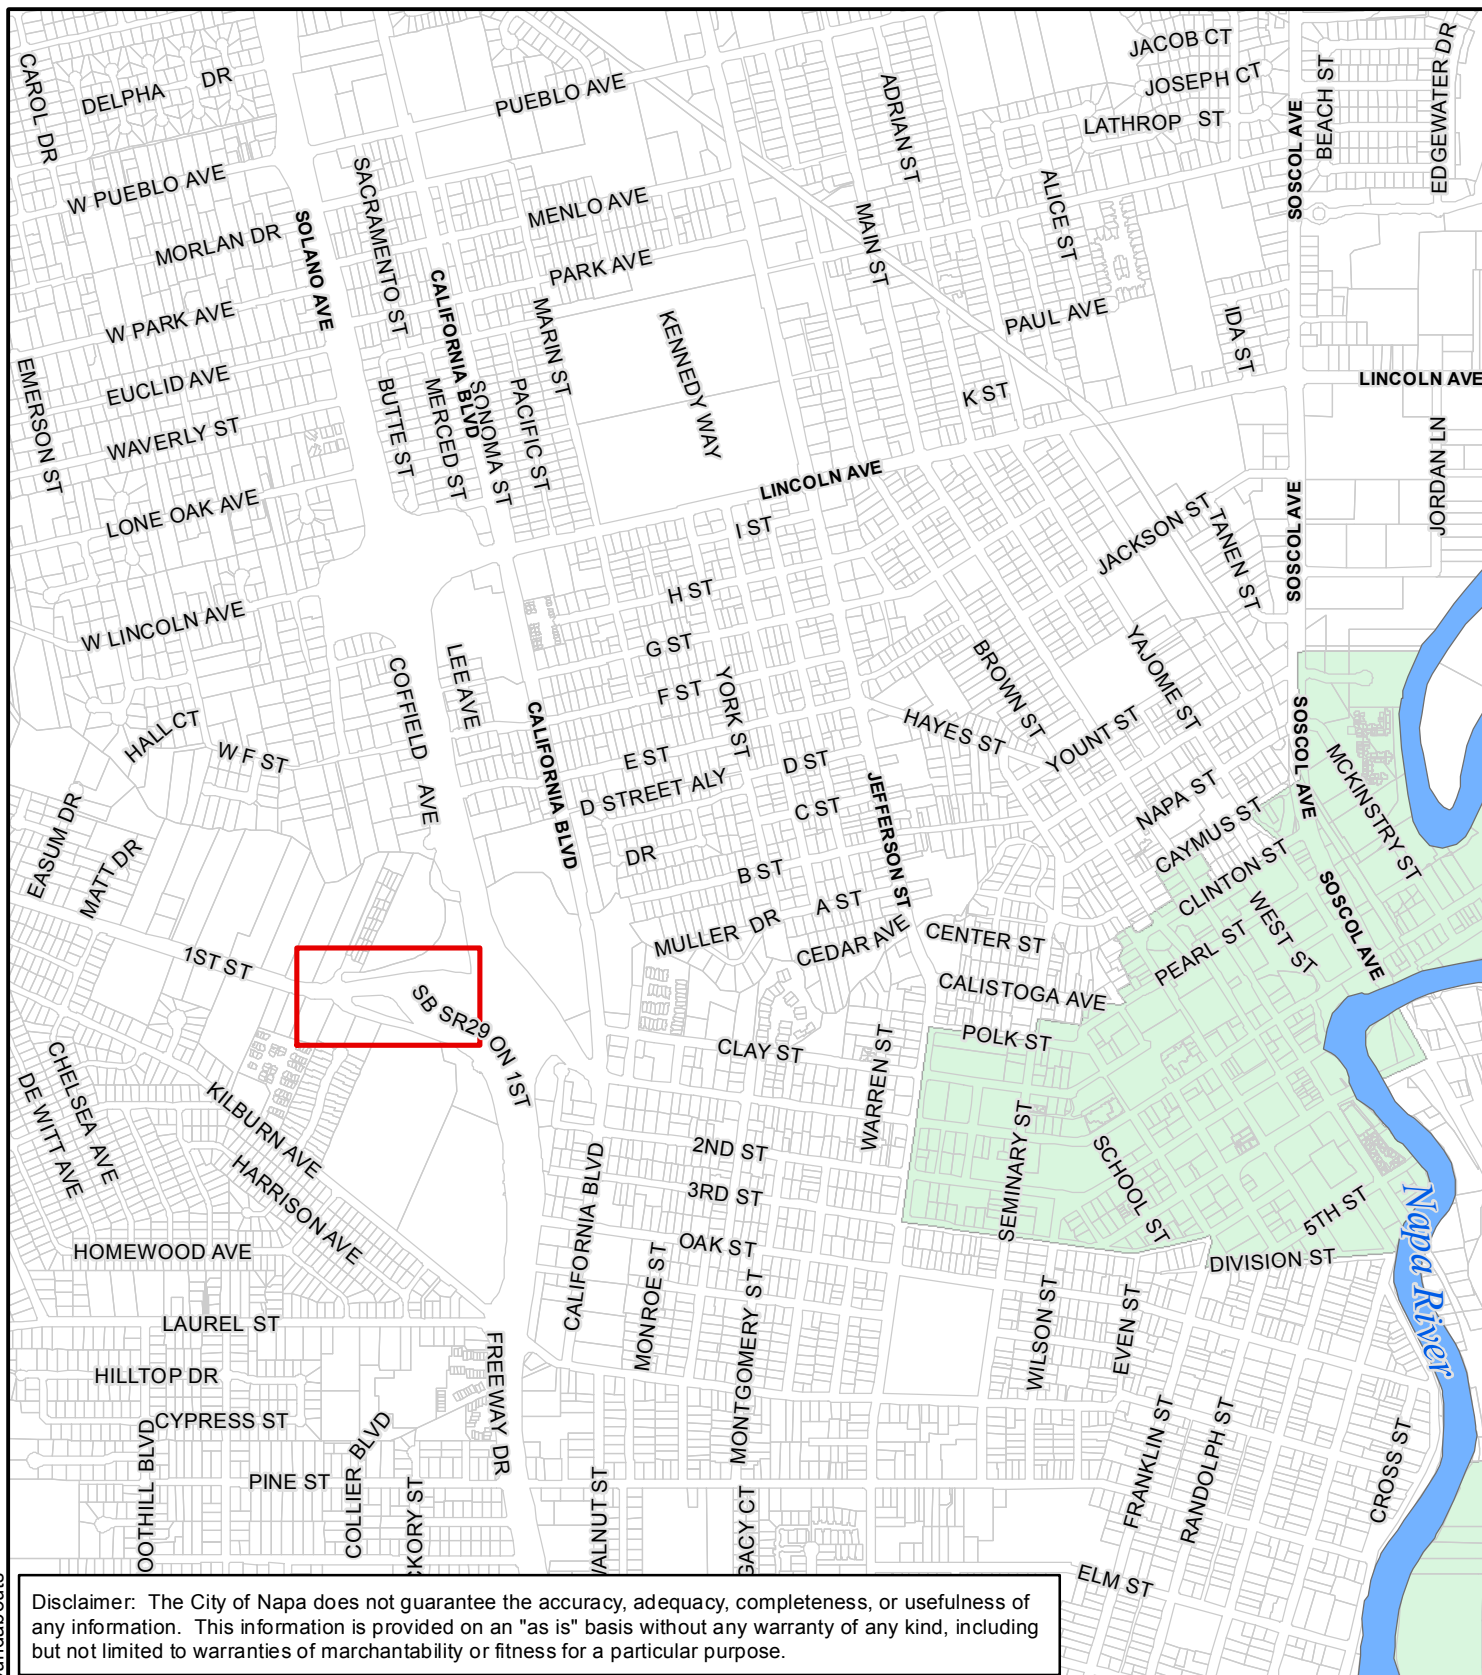 JACOB CT
JOSEPH CT
LATHROP ST
SOSCOL AVE
BEACH ST
EDGEWATER DR
CAROL DR
DELPHA DR
PUEBLO AVE
ADRIAN ST
W PUEBLO AVE
SACRAMENTO ST
MENLO AVE
MORLAN DR
SOLANO AVE
MAIN ST
ALICE ST
PARK AVE
CALIFORNIA BLVD
W PARK AVE
MARIN ST
KENNEDY WAY
PAUL AVE
IDA ST
EMERSON ST
EUCLID AVE
BUTTE ST
MERCED ST
SONOMA ST
PACIFIC ST
K ST
LINCOLN AVE
WAVERLY ST
JORDAN LN
LONE OAK AVE
LINCOLN AVE
I ST
JACKSON ST
TANEN ST
SOSCOL AVE
H ST
W LINCOLN AVE
G ST
LEE AVE
COFFIELD AVE
F ST
YORK ST
BROWN ST
YAJOME ST
HALL CT
W F ST
E ST
HAYES ST
YOUNT ST
SOSCOL AVE
MCKINSTRY ST
CALIFORNIA BLVD
D STREET ALY
D ST
C ST
JEFFERSON ST
NAPA ST
CAYMUS ST
EASUM DR
MATT DR
DR
B ST
A ST
CLINTON ST
WEST ST
SOSCOL AVE
MULLER DR
CEDAR AVE
CENTER ST
PEARL ST
1ST ST
CALISTOGA AVE
SB SR29 ON 1ST
CLAY ST
WARREN ST
POLK ST
CHELSEA AVE
DE WITT AVE
KILBURN AVE
HARRISON AVE
2ND ST
3RD ST
SEMINARY ST
SCHOOL ST
5TH ST
Napa River
HOMEWOOD AVE
CALIFORNIA BLVD
OAK ST
MONROE ST
MONTGOMERY ST
DIVISION ST
LAUREL ST
WILSON ST
EVEN ST
HILLTOP DR
FREEWAY DR
CYPRESS ST
OOTHILL BLVD
COLLIER BLVD
PINE ST
CKORY ST
WALNUT ST
GACY CT
FRANKLIN ST
RANDOLPH ST
CROSS ST
ELM ST
Disclaimer: The City of Napa does not guarantee the accuracy, adequacy, completeness, or usefulness of
any information. This information is provided on an "as is" basis without any warranty of any kind, including
but not limited to warranties of marchantability or fitness for a particular purpose.